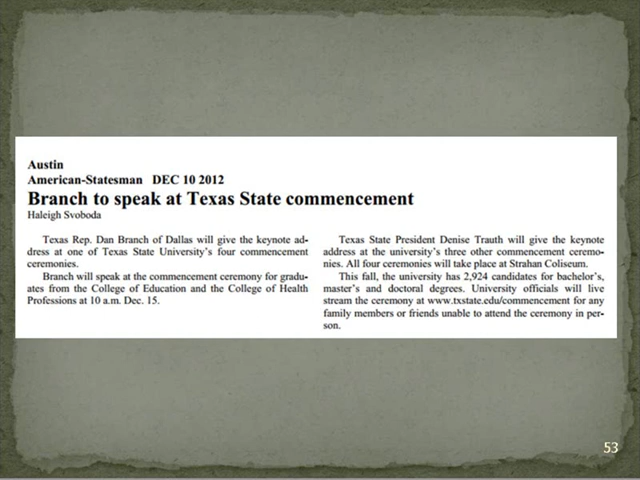 Austin
American-Statesman DEC 10 2012
Branch to speak at Texas State commencement
Haleigh Svoboda
Texas Rep. Dan Branch of Dallas will give the keynote ad-
dress at one of Texas State University's four commencement
ceremonies.
Branch will speak at the commencement ceremony for gradu-
ates from the College of Education and the College of Health
Professions at 10 a.m. Dec. 15.
Texas State President Denise Trauth will give the keynote
address at the university's three other commencement ceremo-
nies. All four ceremonies will take place at Strahan Coliseum.
This fall, the university has 2,924 candidates for bachelor's,
master's and doctoral degrees. University officials will live
stream the ceremony at www.txstate.edu/commencement for any
family members or friends unable to attend the ceremony in per-
son.
53